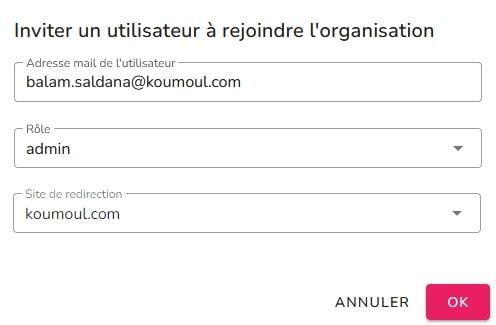 Inviter un utilisateur à rejoindre l'organisation
Adresse mail de l'utilisateur
balam.saldana@koumoul.com
Rôle
admin
Site de redirection
koumoul.com
ANNULER OK